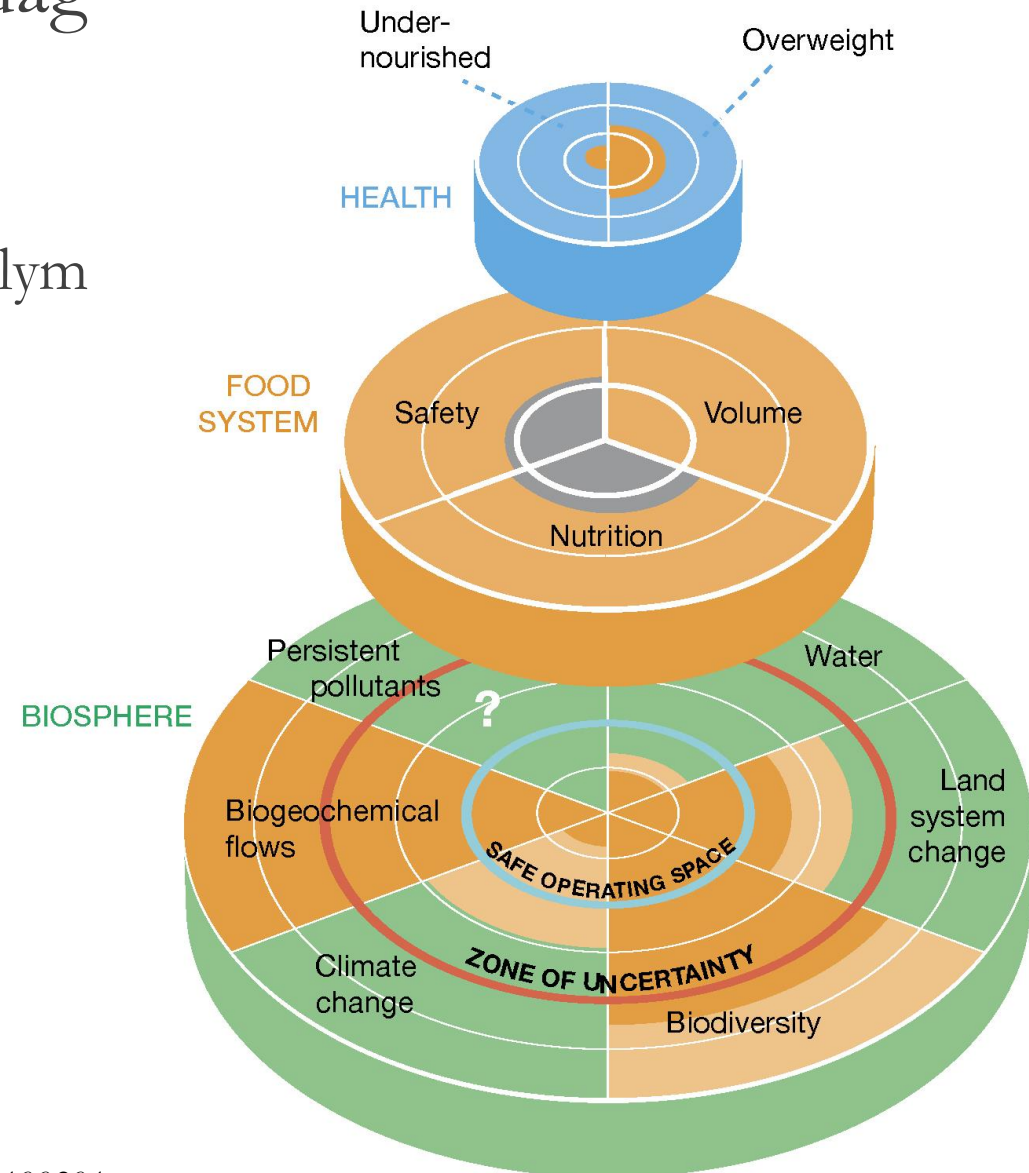 Under-
nourished
Overweight
HEALTH
lym
FOOD
SYSTEM
Safety
Volume
Nutrition
Persistent
pollutants
Water
?
BIOSPHERE
Land
system
change
Biogeochemical
flows
SAFE OPERATING SPACE
ZONE OF UNCERTAINTY
Climate
change
Biodiversity